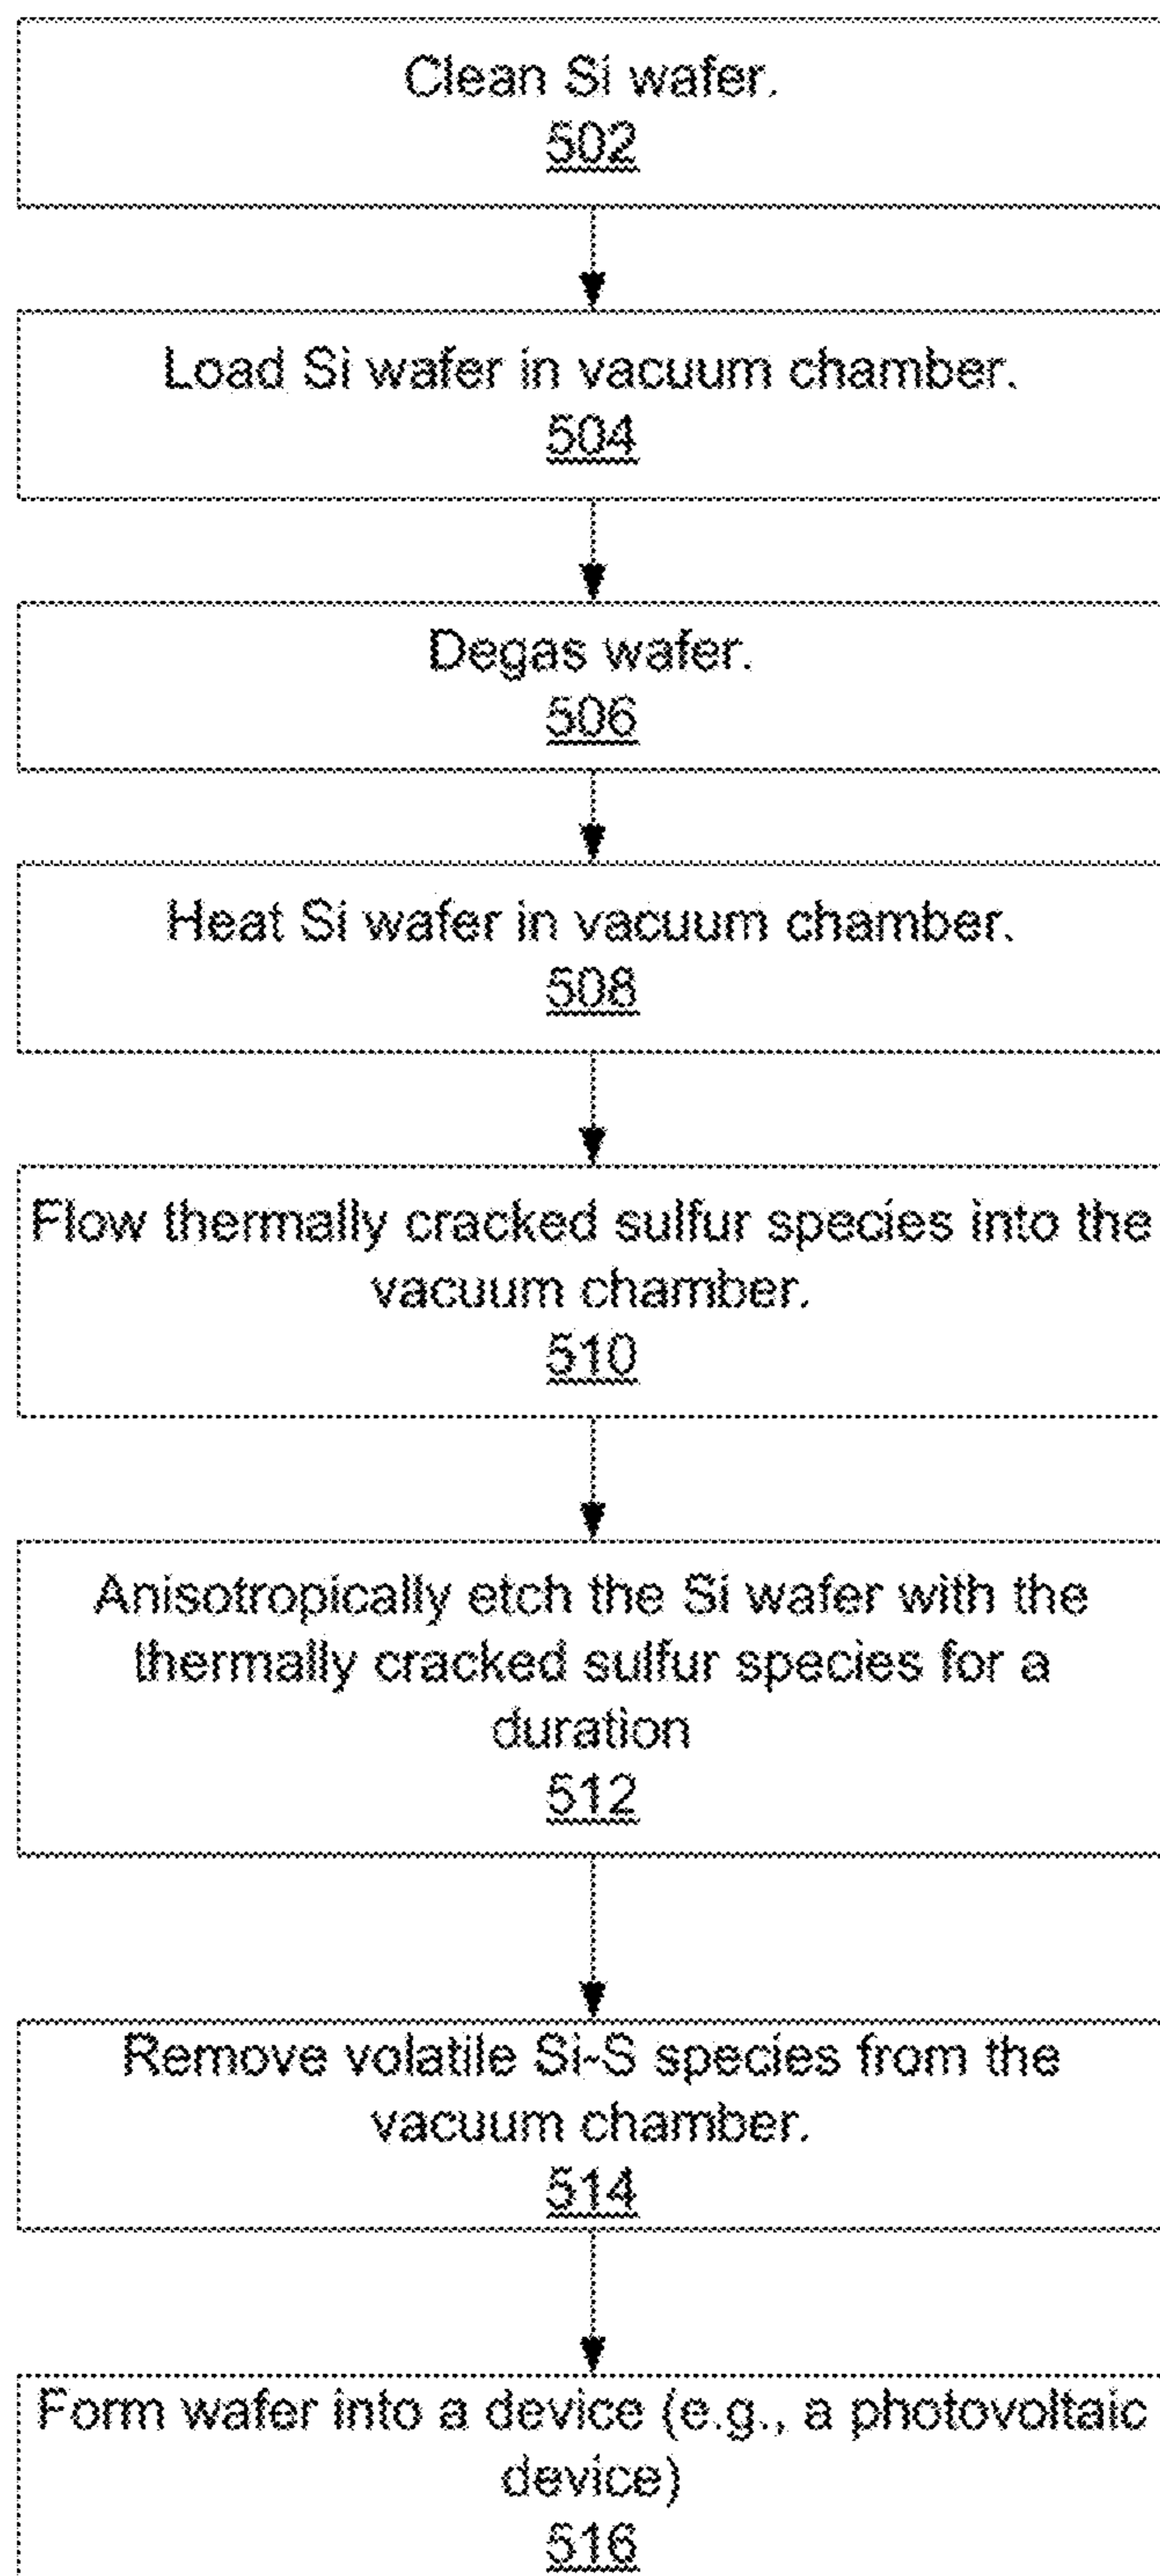 Clean Si wafer.
502
Load Si wafer in vacuum chamber.
504
Degas wafer.
506
Heat Si wafer in vacuum chamber.
508
Flow thermally cracked sulfur species into the
vacuum chamber.
510
Anisotropically etch the Si wafer with the
thermally cracked sulfur species for a
duration
512
Remove volatile Si-S species from the
vacuum chamber.
514
Form wafer into a device (e.g., a photovoltaic
device)
516